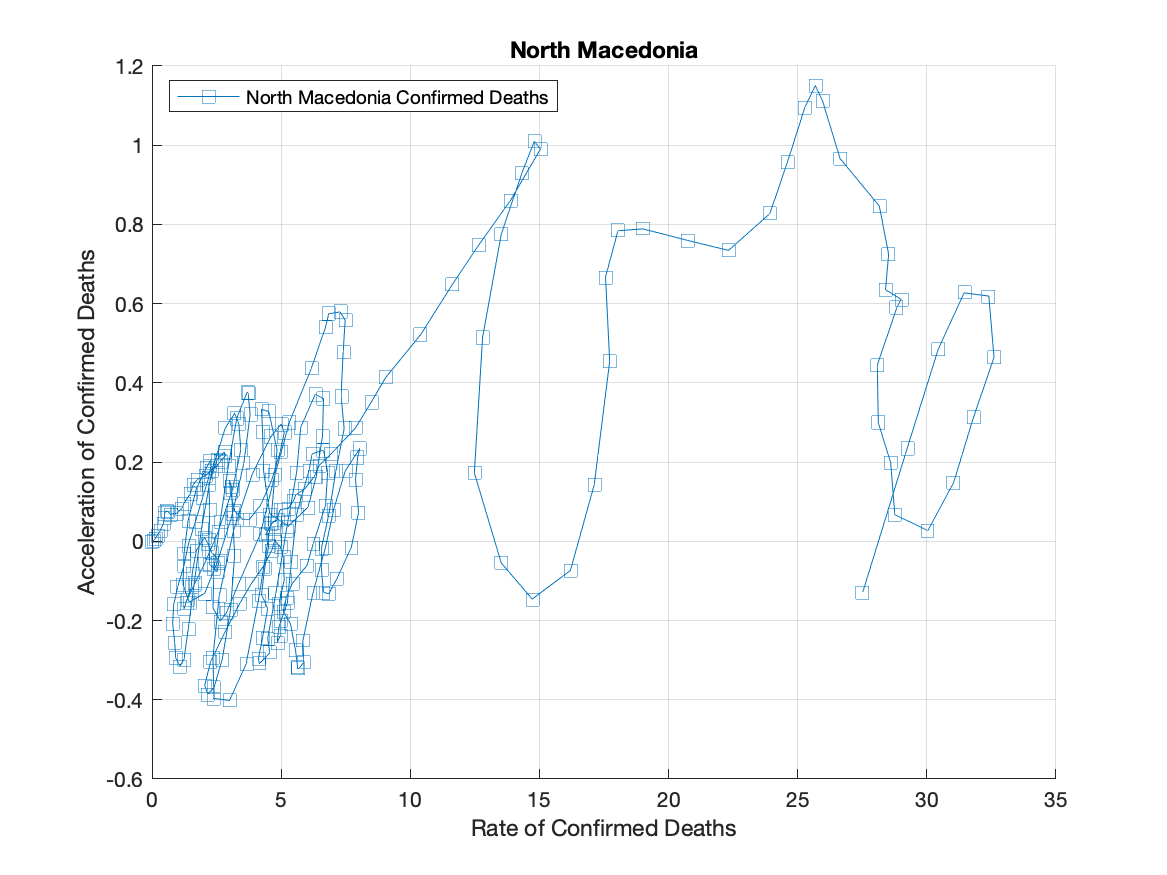 North Macedonia
North Macedonia Confirmed Deaths
Acceleration of Confirmed Deaths
1.2
1
0.8
0.6
0.4
0.2
0
-0.2
-0.4
-0.6
0 5 10 15 20 25 30 35
Rate of Confirmed Deaths